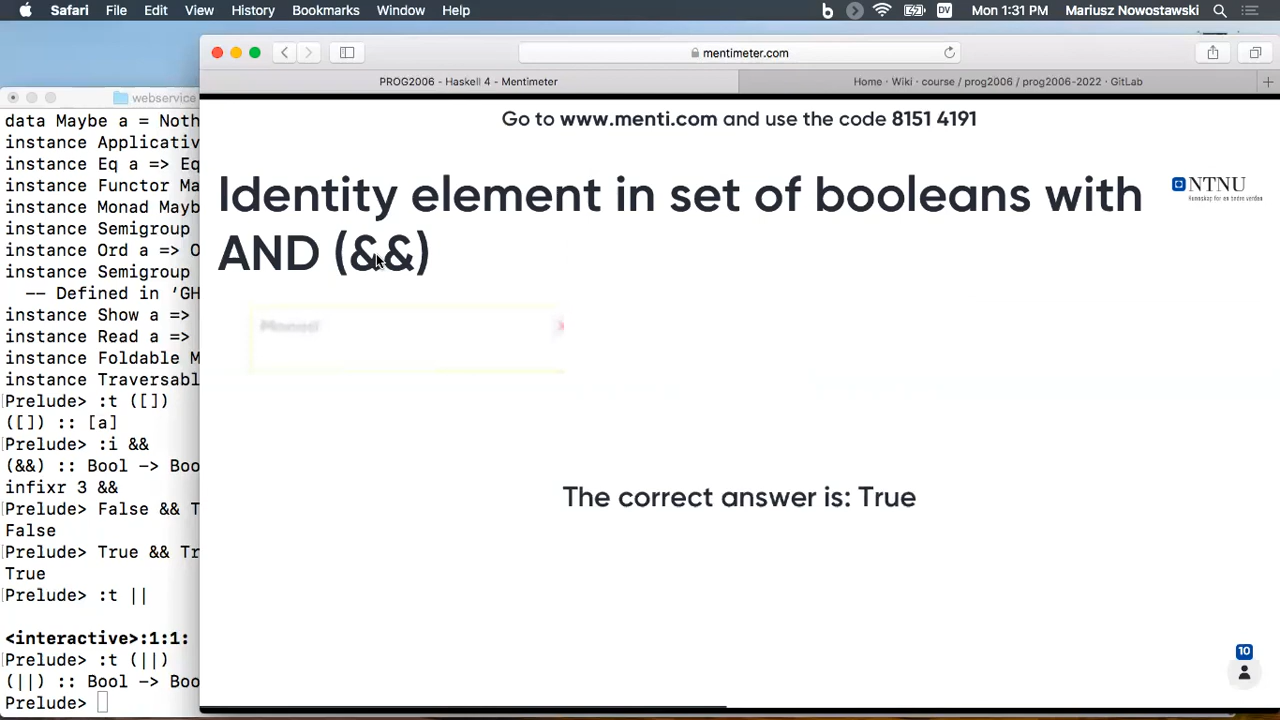 Safari File Edit View History Bookmarks Window Help
DV Mon 1:31 PM Mariusz Nowostawski
mentimeter.com
PROG2006 - Haskell 4 - Mentimeter
Home · Wiki · course / prog2006 / prog2006-2022 · GitLab
webservice
data Maybe a = Noth
instance Applicativ
instance Eq a => Eq
instance Functor Ma
instance Monad Mayb
instance Semigroup
instance Ord a => O
instance Semigroup
-- Defined in ‘GH
instance Show a =>
instance Read a =>
instance Foldable M
instance Traversabl
Prelude> :t ([])
([]) :: [a]
Prelude> :i &&
(&&) :: Bool -> Boo
infixr 3 &&
Prelude> False && T
False
Prelude> True && Tr
True
Prelude> :t ||
<interactive>:1:1:
Prelude> :t (||)
(||) :: Bool -> Boo
Prelude>
Go to www.menti.com and use the code 8151 4191
Identity element in set of booleans with
AND (&&)
NTNU
The correct answer is: True
10